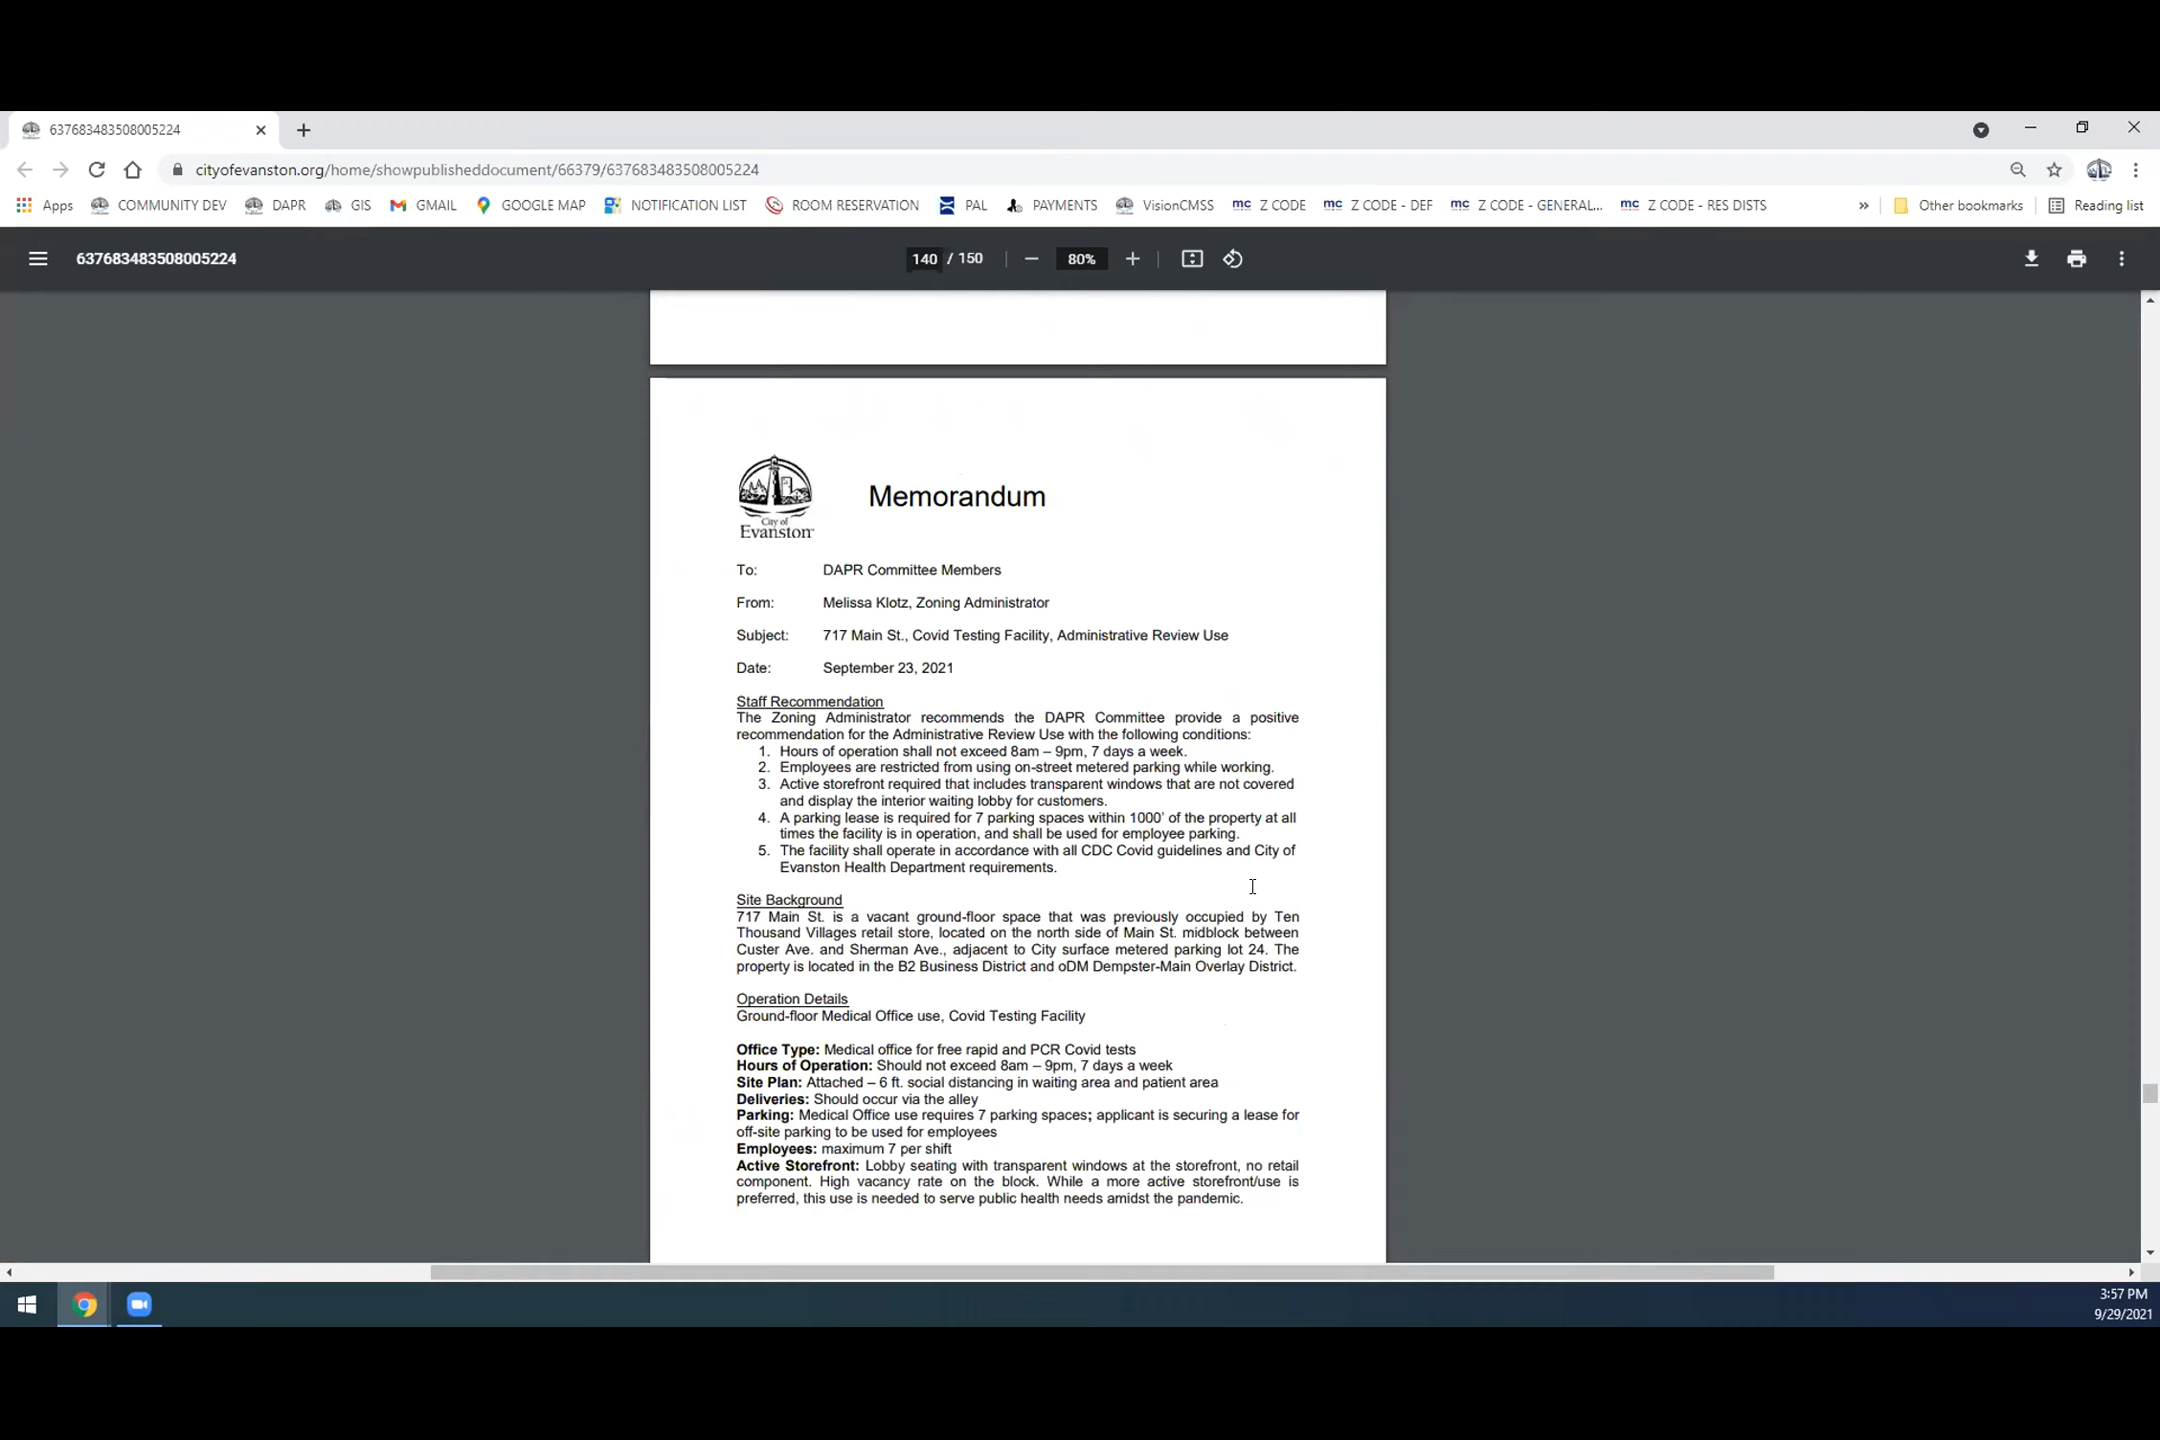 637683483508005224
cityofevanston.org/home/showpublisheddocument/66379/637683483508005224
Apps COMMUNITY DEV DAPR GIS GMAIL GOOGLE MAP NOTIFICATION LIST ROOM RESERVATION PAL PAYMENTS VisionCMSS mc Z CODE mc Z CODE - DEF mc Z CODE - GENERAL... mc Z CODE - RES DISTS » Other bookmarks Reading list
637683483508005224 140 / 150 80%
City of
Evanston
Memorandum
To: DAPR Committee Members
From: Melissa Klotz, Zoning Administrator
Subject: 717 Main St., Covid Testing Facility, Administrative Review Use
Date: September 23, 2021
Staff Recommendation
The Zoning Administrator recommends the DAPR Committee provide a positive
recommendation for the Administrative Review Use with the following conditions:
1. Hours of operation shall not exceed 8am – 9pm, 7 days a week.
2. Employees are restricted from using on-street metered parking while working.
3. Active storefront required that includes transparent windows that are not covered
and display the interior waiting lobby for customers.
4. A parking lease is required for 7 parking spaces within 1000' of the property at all
times the facility is in operation, and shall be used for employee parking.
5. The facility shall operate in accordance with all CDC Covid guidelines and City of
Evanston Health Department requirements.
Site Background
717 Main St. is a vacant ground-floor space that was previously occupied by Ten
Thousand Villages retail store, located on the north side of Main St. midblock between
Custer Ave. and Sherman Ave., adjacent to City surface metered parking lot 24. The
property is located in the B2 Business District and oDM Dempster-Main Overlay District.
Operation Details
Ground-floor Medical Office use, Covid Testing Facility
Office Type: Medical office for free rapid and PCR Covid tests
Hours of Operation: Should not exceed 8am – 9pm, 7 days a week
Site Plan: Attached – 6 ft. social distancing in waiting area and patient area
Deliveries: Should occur via the alley
Parking: Medical Office use requires 7 parking spaces; applicant is securing a lease for
off-site parking to be used for employees
Employees: maximum 7 per shift
Active Storefront: Lobby seating with transparent windows at the storefront, no retail
component. High vacancy rate on the block. While a more active storefront/use is
preferred, this use is needed to serve public health needs amidst the pandemic.
3:57 PM
9/29/2021